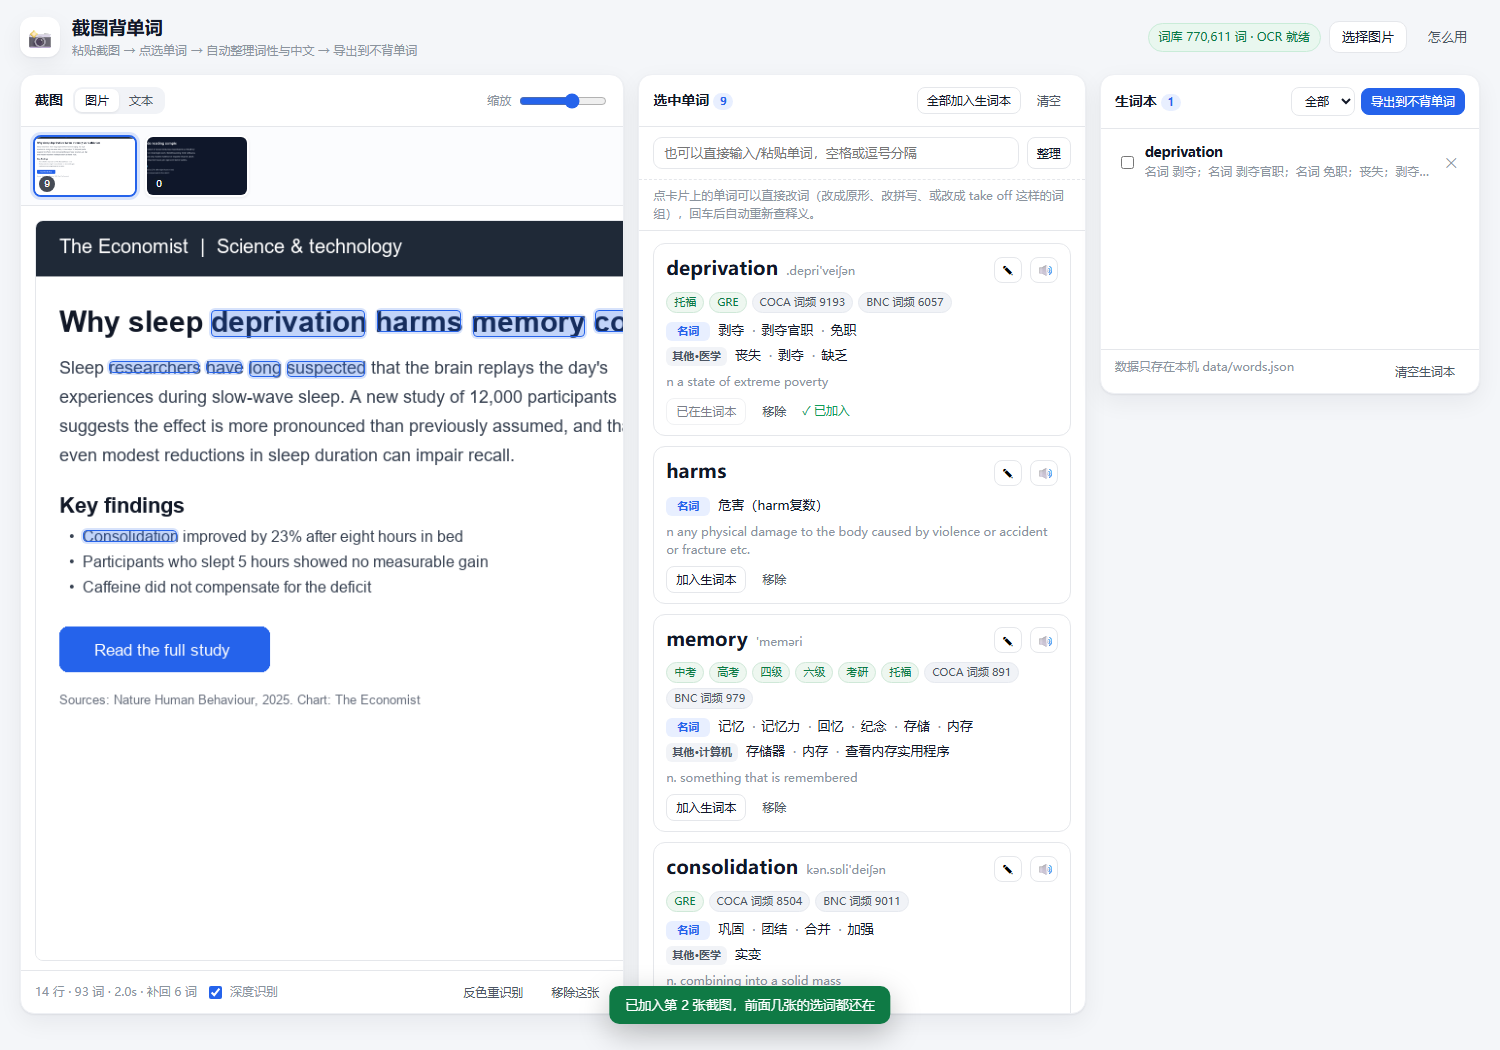 截图背单词
粘贴截图 → 点选单词 → 自动整理词性与中文 → 导出到不背单词
词库 770,611 词 · OCR 就绪
选择图片
怎么用
截图
图片
文本
缩放
9
0
The Economist | Science & technology
Why sleep deprivation harms memory co
Sleep researchers have long suspected that the brain replays the day's
experiences during slow-wave sleep. A new study of 12,000 participants
suggests the effect is more pronounced than previously assumed, and tha
even modest reductions in sleep duration can impair recall.
Key findings
• Consolidation improved by 23% after eight hours in bed
• Participants who slept 5 hours showed no measurable gain
• Caffeine did not compensate for the deficit
Read the full study
Sources: Nature Human Behaviour, 2025. Chart: The Economist
14 行 · 93 词 · 2.0s · 补回 6 词
深度识别
反色重识别
移除这张
选中单词 9
全部加入生词本
清空
也可以直接输入/粘贴单词，空格或逗号分隔
整理
点卡片上的单词可以直接改词（改成原形、改拼写、或改成 take off 这样的词
组），回车后自动重新查释义。
deprivation .depri'veiʃən
托福 GRE COCA 词频 9193 BNC 词频 6057
名词 剥夺 · 剥夺官职 · 免职
其他•医学 丧失 · 剥夺 · 缺乏
n a state of extreme poverty
已在生词本 移除 ✓ 已加入
harms
名词 危害（harm复数）
n any physical damage to the body caused by violence or accident
or fracture etc.
加入生词本 移除
memory 'meməri
中考 高考 四级 六级 考研 托福 COCA 词频 891
BNC 词频 979
名词 记忆 · 记忆力 · 回忆 · 纪念 · 存储 · 内存
其他•计算机 存储器 · 内存 · 查看内存实用程序
n. something that is remembered
加入生词本 移除
consolidation kən.sɒli'deiʃən
GRE COCA 词频 8504 BNC 词频 9011
名词 巩固 · 团结 · 合并 · 加强
其他•医学 实变
n. combining into a solid mass
已加入第 2 张截图，前面几张的选词都还在
生词本 1
全部
导出到不背单词
deprivation
名词 剥夺；名词 剥夺官职；名词 免职；丧失；剥夺...
数据只存在本机 data/words.json
清空生词本